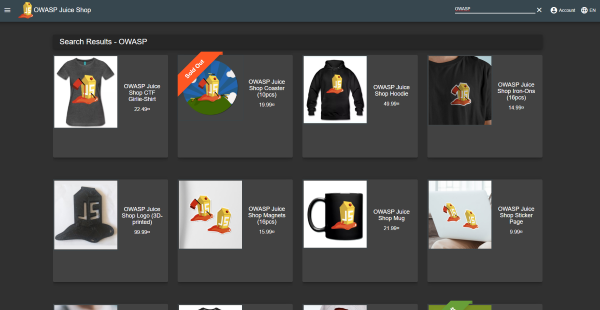 OWASP Juice Shop
OWASP
Account
EN
Search Results - OWASP
OWASP Juice
Shop CTF
Girlie-Shirt
22.49¤
Sold Out
OWASP Juice
Shop Coaster
(10pcs)
19.99¤
OWASP Juice
Shop Hoodie
49.99¤
OWASP Juice
Shop Iron-Ons
(16pcs)
14.99¤
JS
OWASP Juice
Shop Logo (3D-
printed)
99.99¤
OWASP Juice
Shop Magnets
(16pcs)
15.99¤
OWASP Juice
Shop Mug
21.99¤
OWASP Juice
Shop Sticker
Page
9.99¤